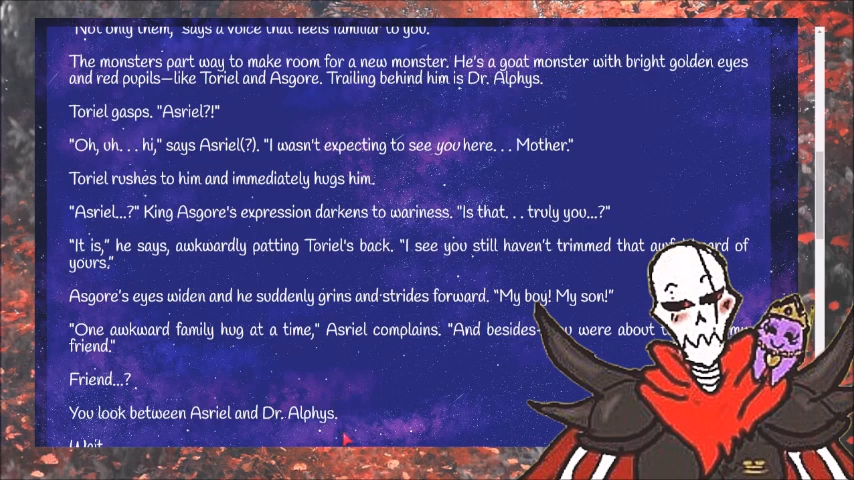 "Not only them," says a voice that feels familiar to you.
The monsters part way to make room for a new monster. He's a goat monster with bright golden eyes
and red pupils—like Toriel and Asgore. Trailing behind him is Dr. Alphys.
Toriel gasps. "Asriel?!"
"Oh, uh. . . hi," says Asriel(?). "I wasn't expecting to see you here. . . Mother."
Toriel rushes to him and immediately hugs him.
"Asriel...?" King Asgore's expression darkens to wariness. "Is that. . . truly you...?"
"It is," he says, awkwardly patting Toriel's back. "I see you still haven't trimmed that of
yours."
Asgore's eyes widen and he suddenly grins and strides forward. "My boy! My son!"
"One awkward family hug at a time," Asriel complains. "And besides- were about
friend."
Friend...?
You look between Asriel and Dr. Alphys.
Wait